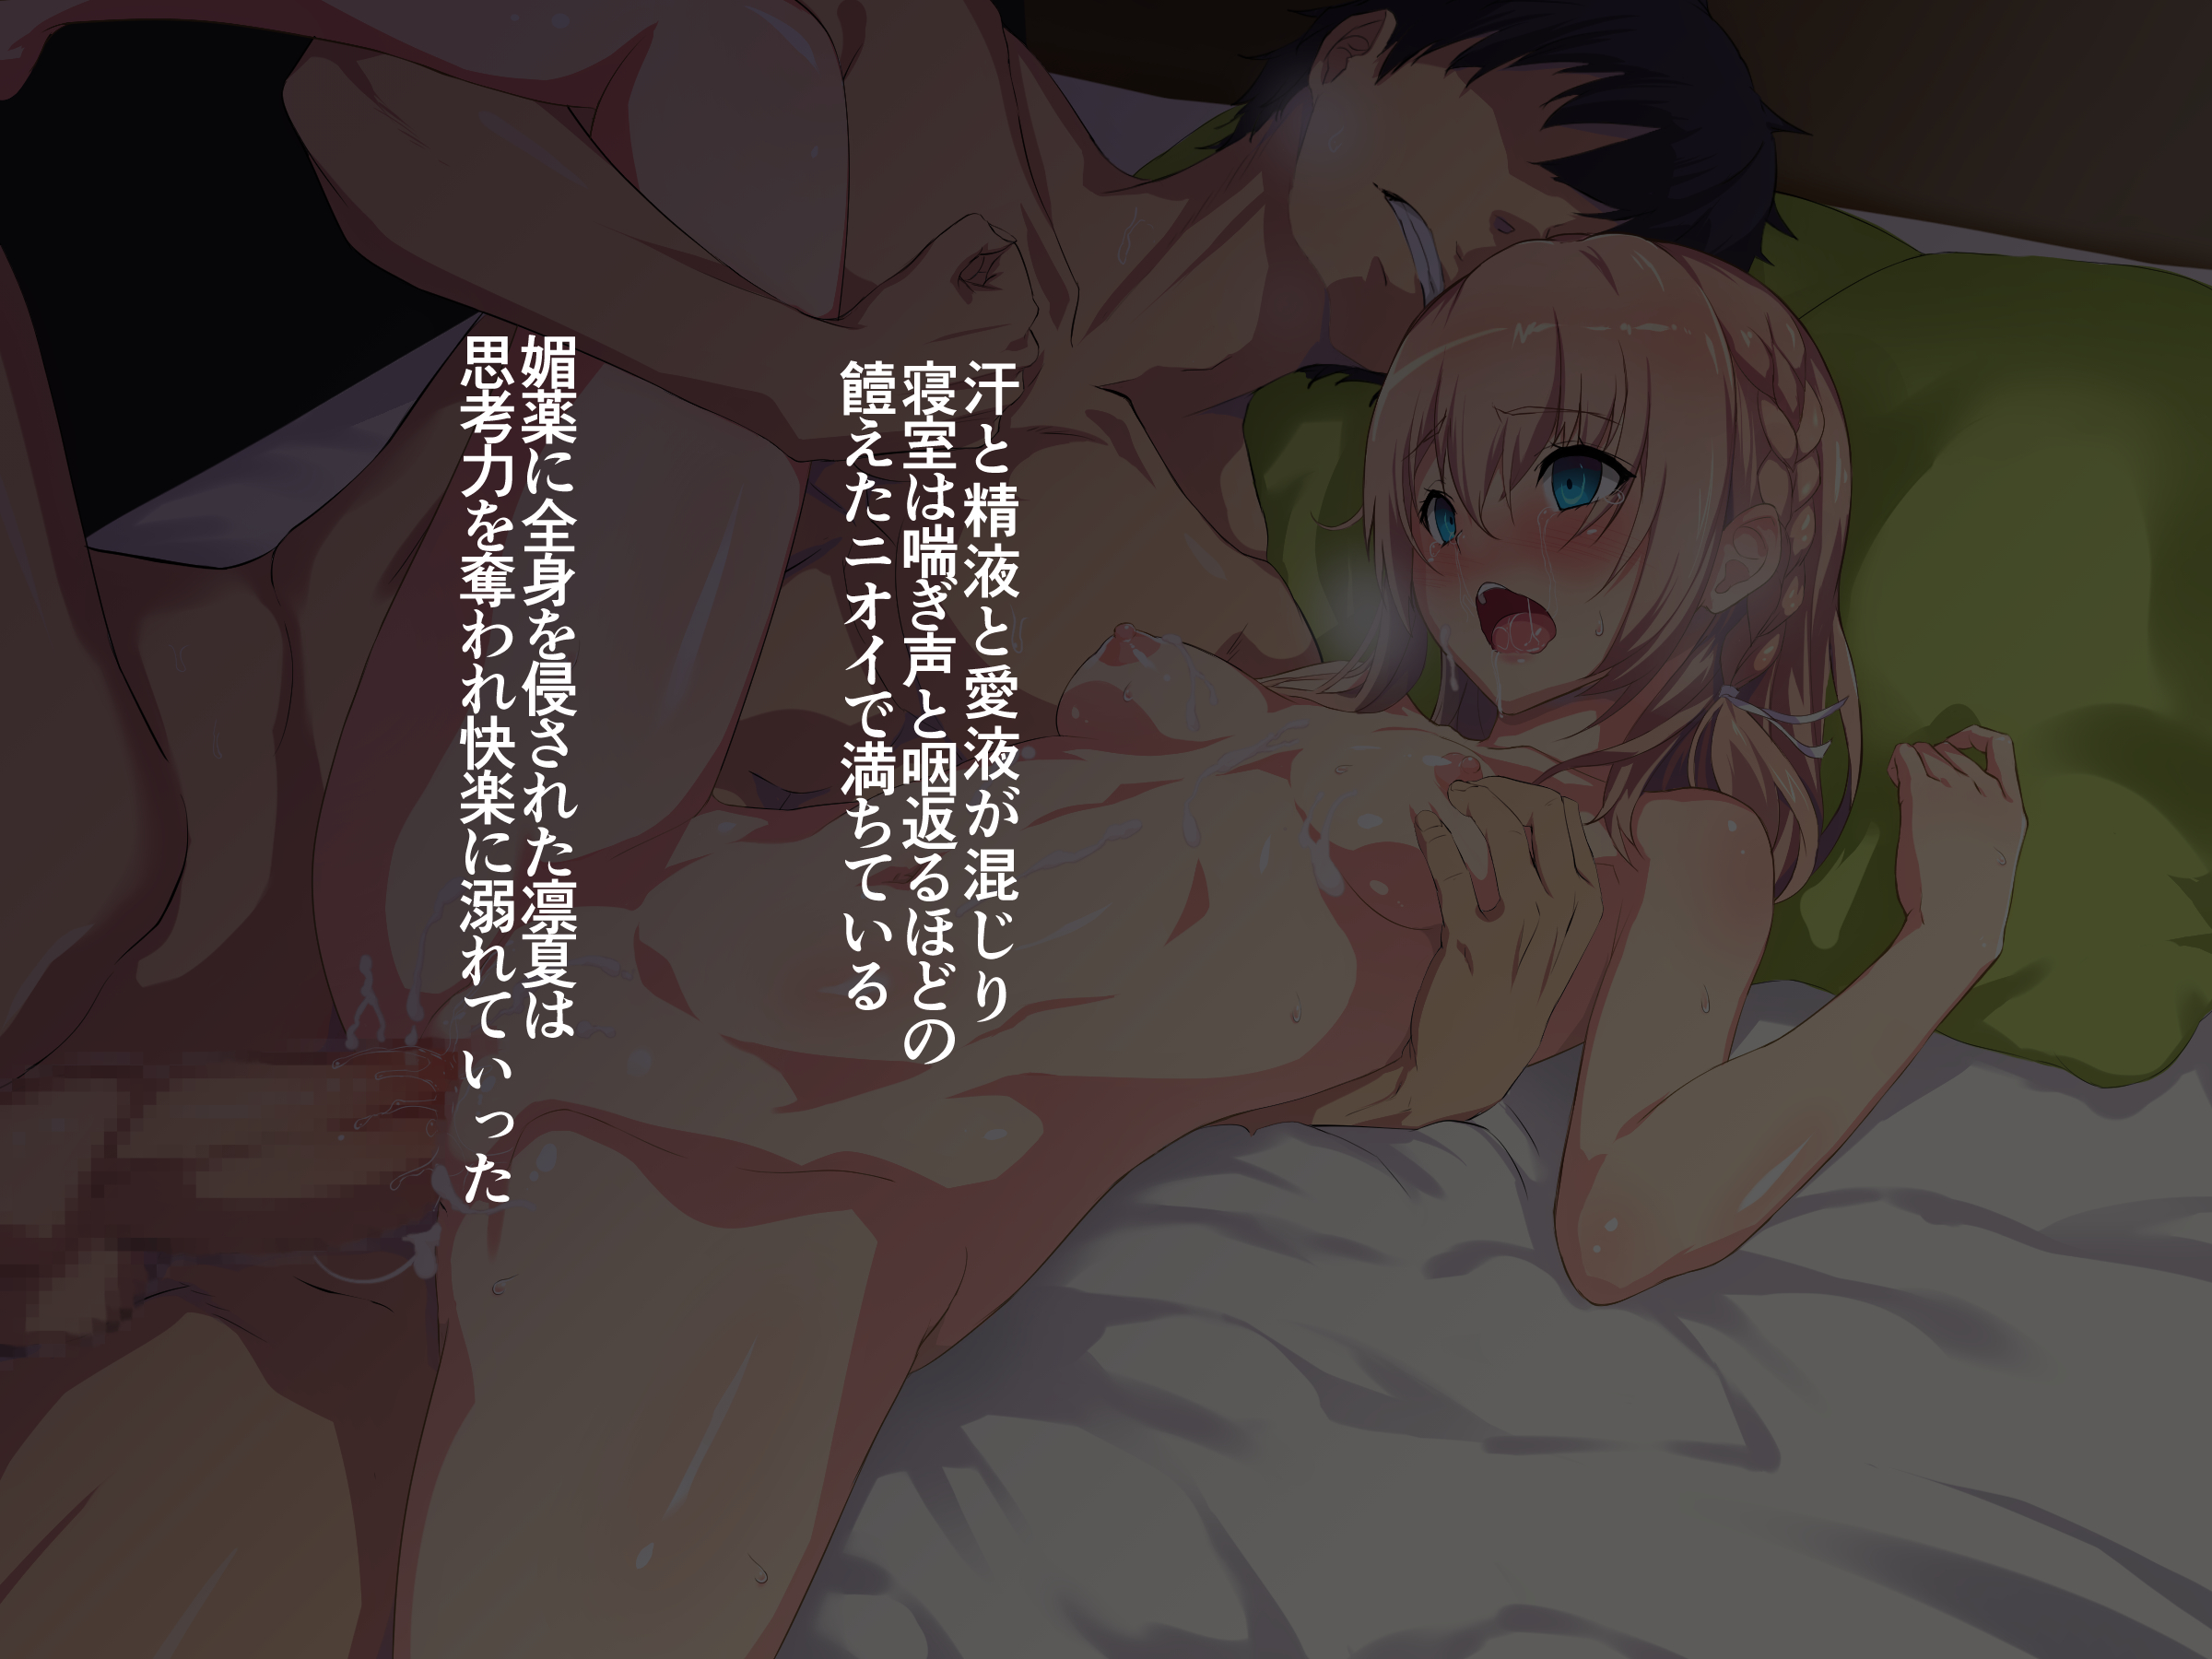 汗と精液と愛液が混じり
寝室は喘ぎ声と咽返るほどの
饐えたニオイで満ちている
媚薬に全身を侵された凛夏は
思考力を奪われ快楽に溺れていった